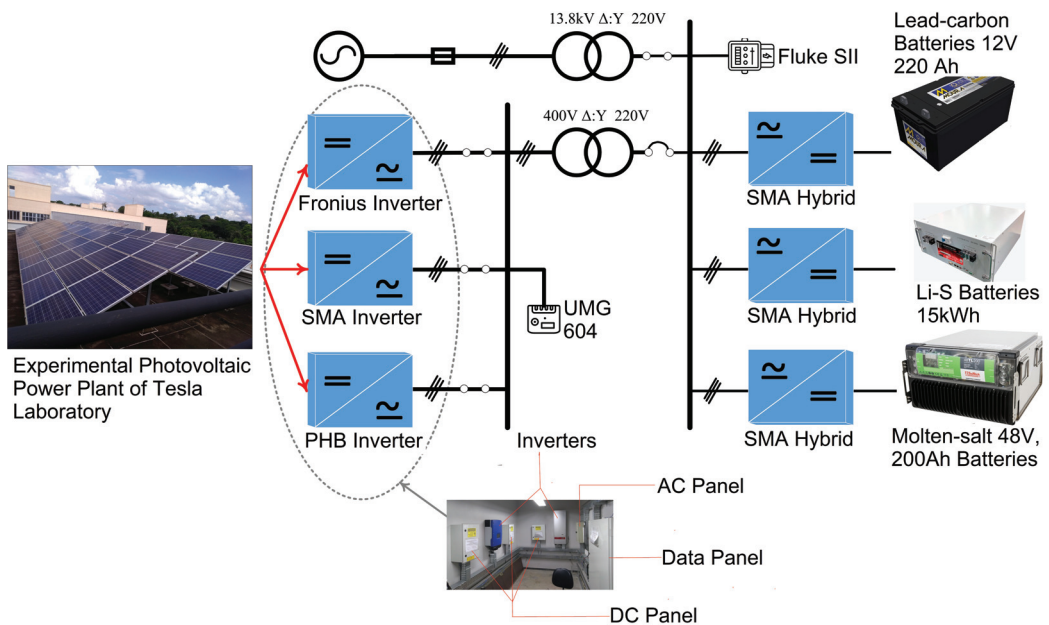 13.8kV Δ:Y 220V
Fluke SII
Lead-carbon
Batteries 12V
220 Ah
MOURA
400V Δ:Y 220V
Fronius Inverter
SMA Hybrid
SMA Inverter
UMG
604
SMA Hybrid
Li-S Batteries
15kWh
Experimental Photovoltaic
Power Plant of Tesla
Laboratory
PHB Inverter
SMA Hybrid
Molten-salt 48V,
200Ah Batteries
Inverters
AC Panel
Data Panel
DC Panel